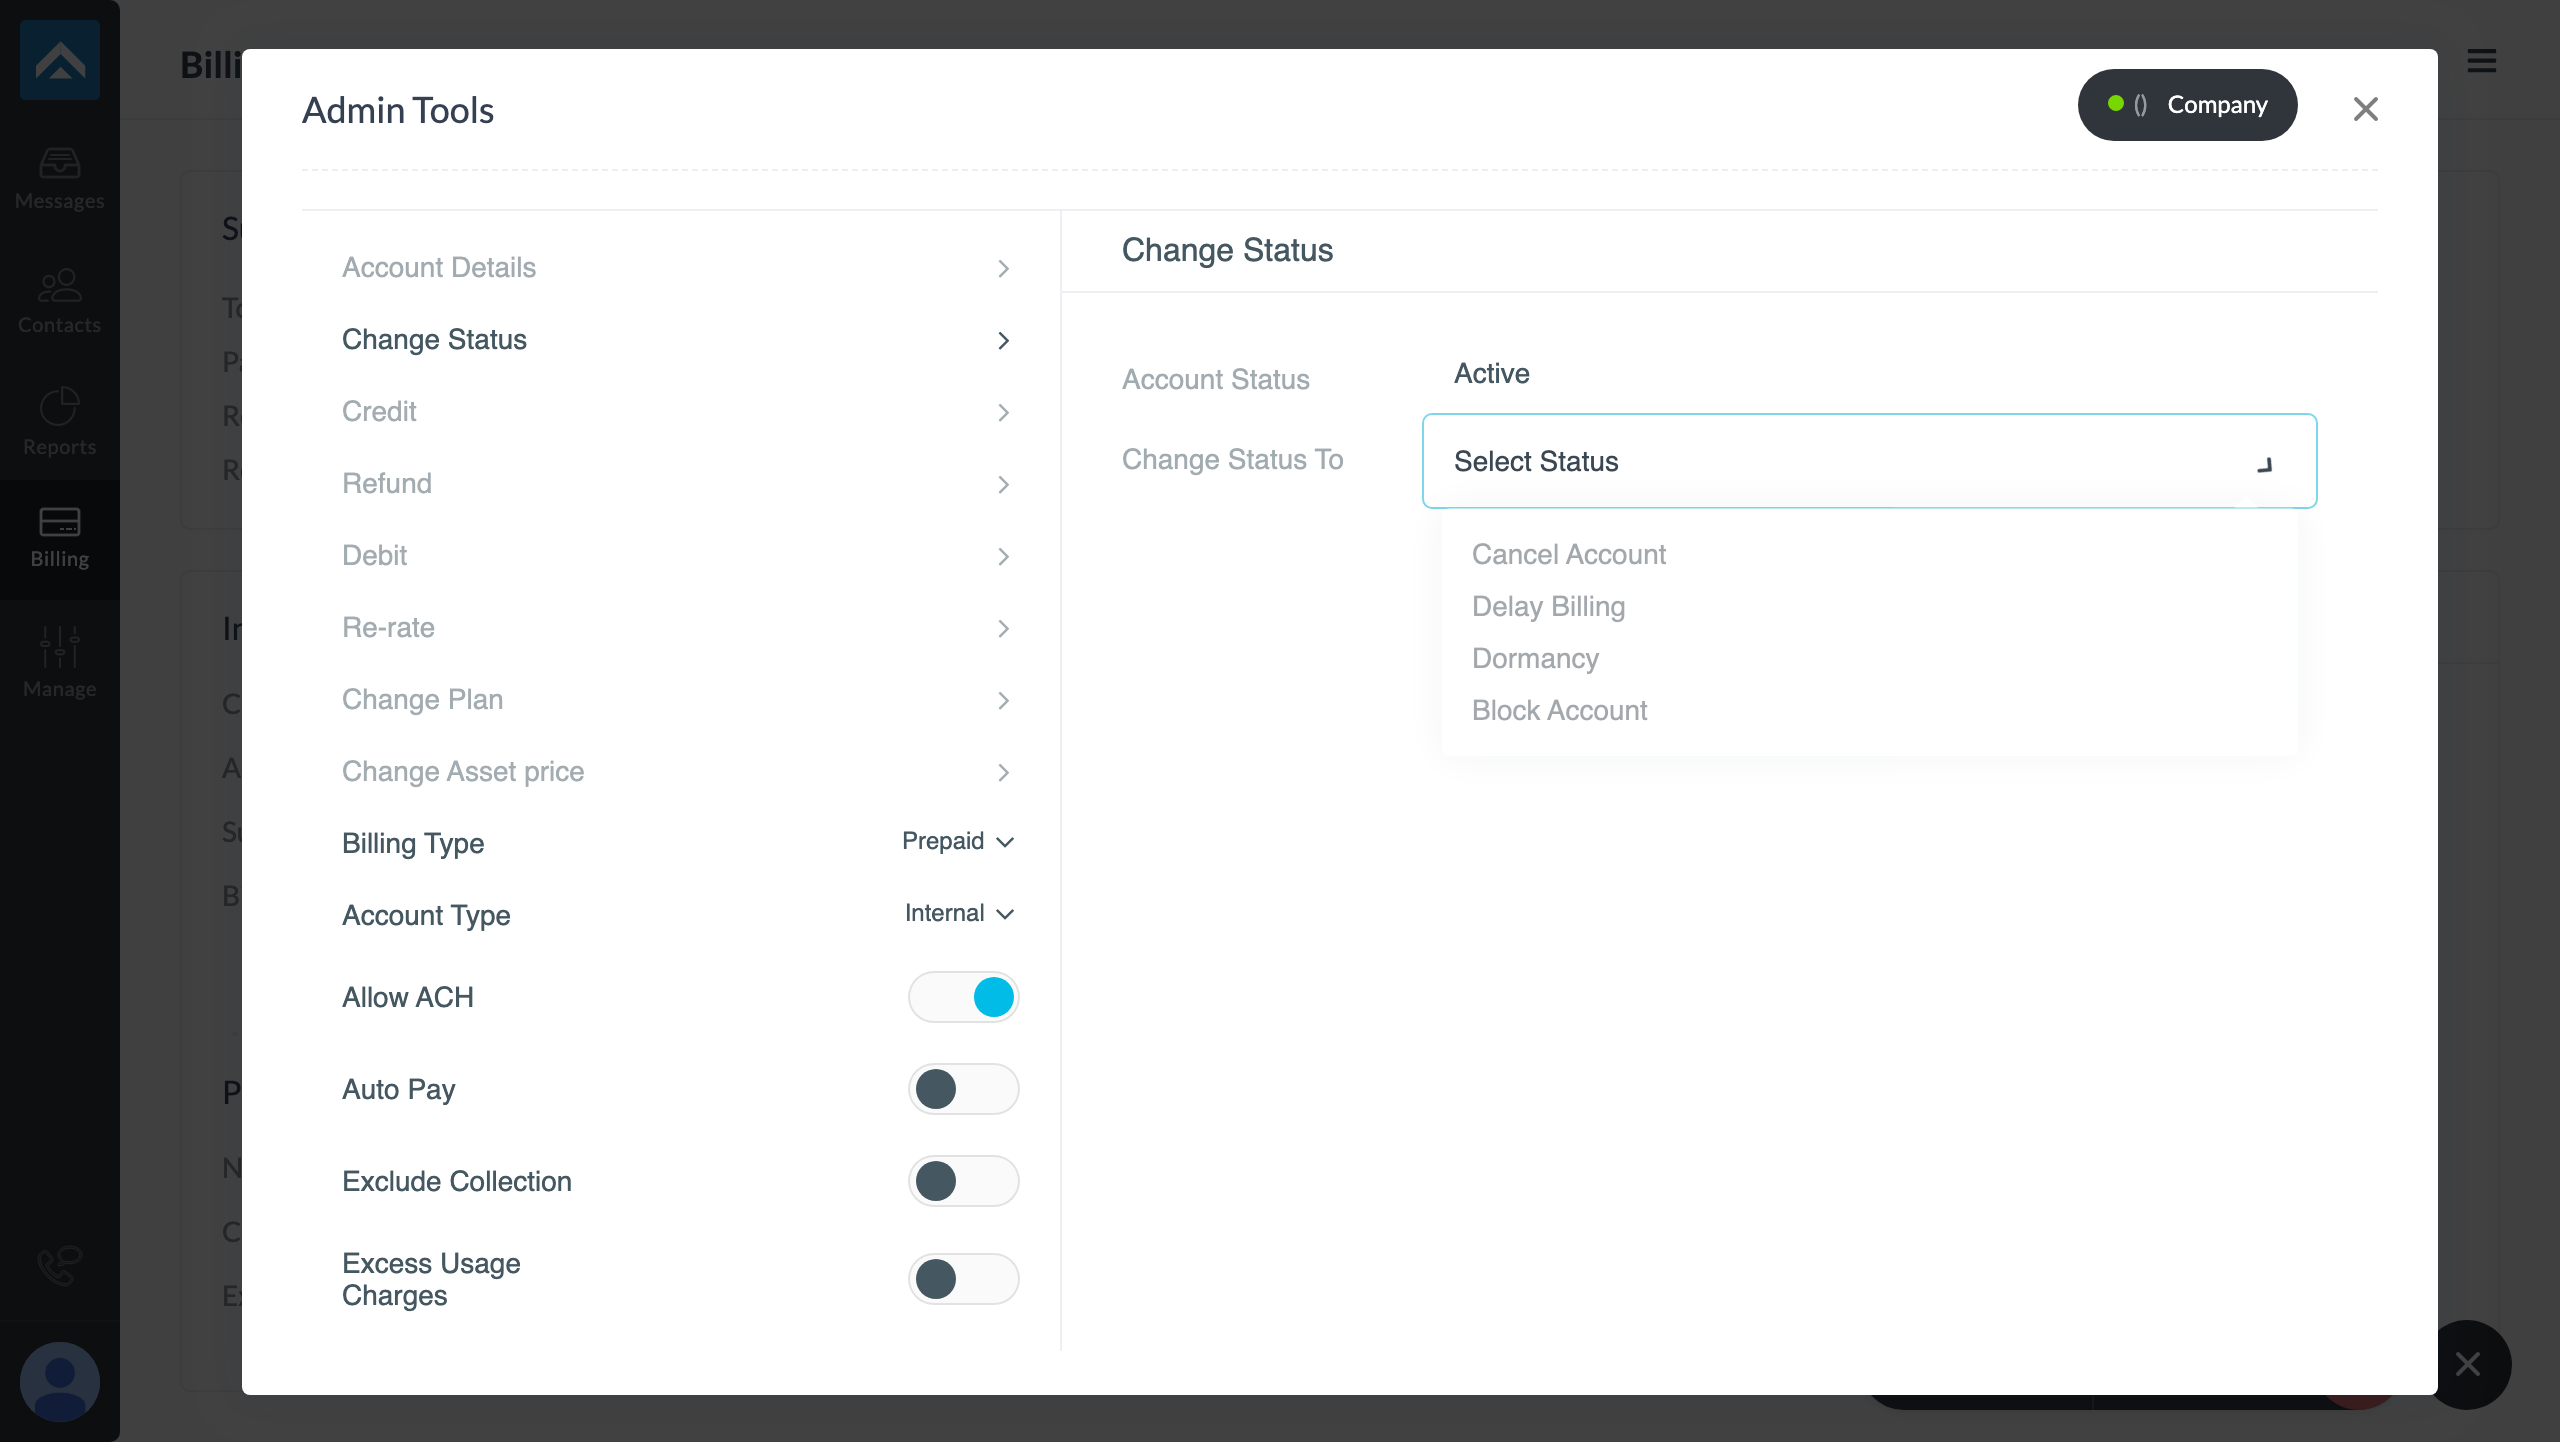 Billi
Messages
Contacts
Reports
Billing
Manage
Admin Tools
() Company
Account Details
Change Status
Credit
Refund
Debit
Re-rate
Change Plan
Change Asset price
Billing Type
Prepaid
Account Type
Internal
Allow ACH
Auto Pay
Exclude Collection
Excess Usage
Charges
Change Status
Account Status
Active
Change Status To
Select Status
Cancel Account
Delay Billing
Dormancy
Block Account